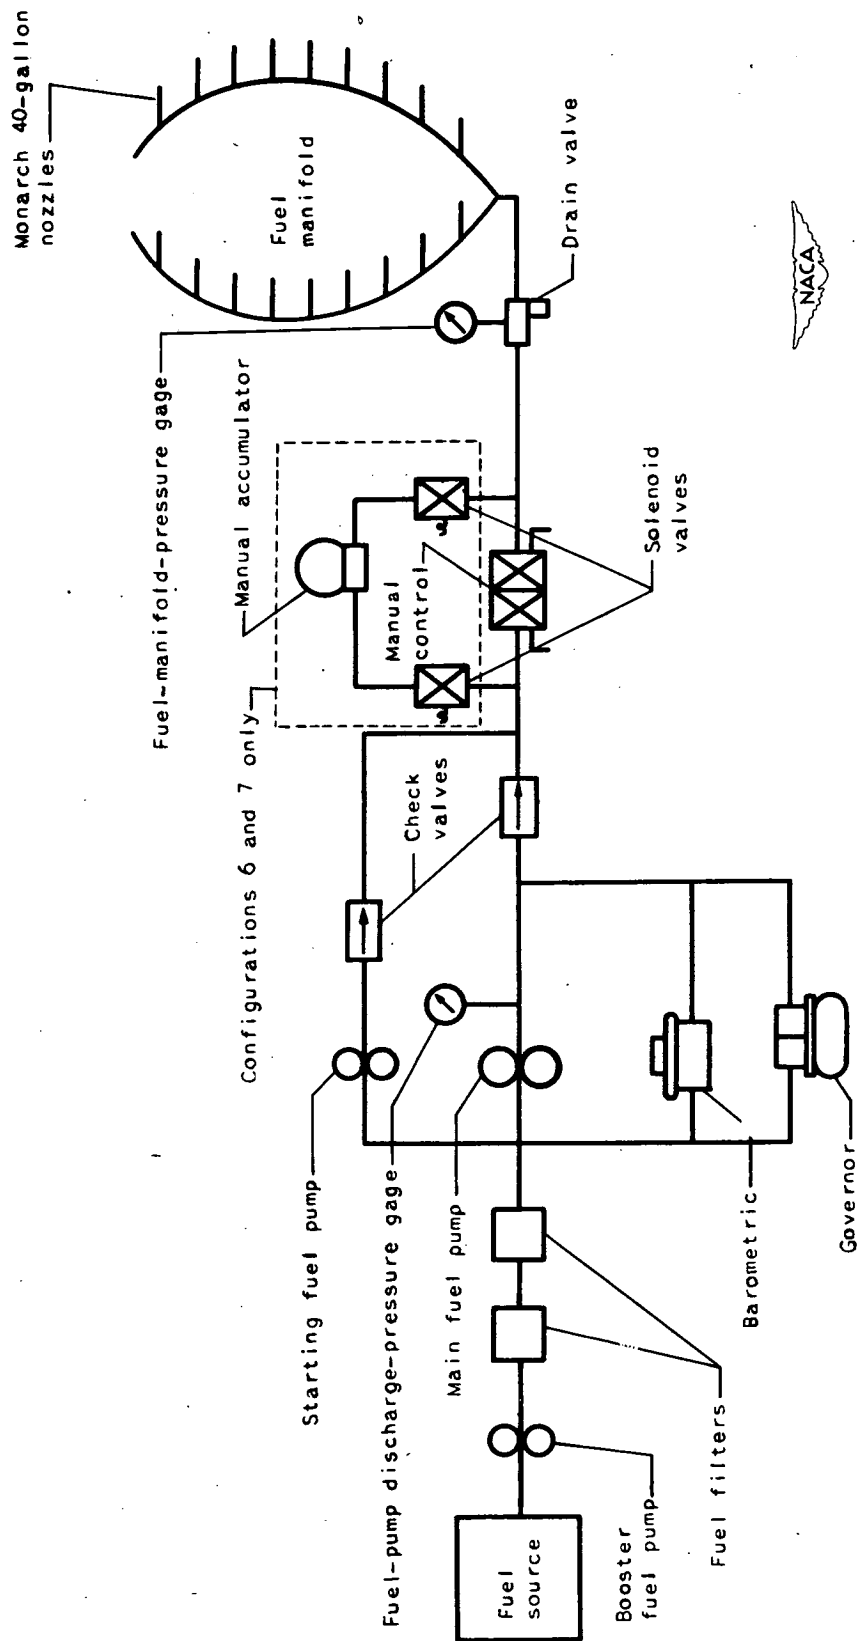 Monarch 40-gallon
nozzles
Fuel
manifold
Fuel-manifold-pressure gage
Manual accumulator
Configurations 6 and 7 only
Manual
control
Drain valve
Solenoid
valves
Check
valves
Starting fuel pump
Fuel-pump discharge-pressure gage
Main fuel pump
Fuel
source
Booster
fuel pump
Fuel filters
Barometric
Governor
NACA